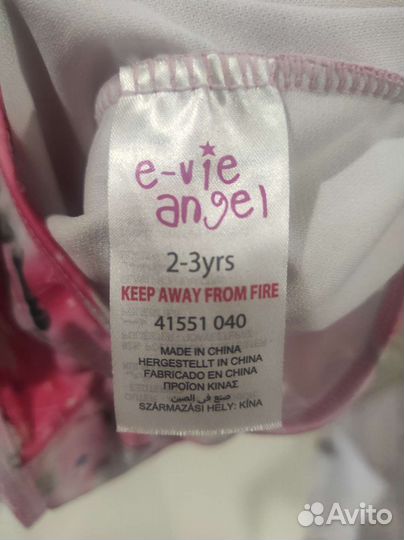 e-vie
angel
2-3yrs
KEEP AWAY FROM FIRE
41551 040
MADE IN CHINA
HERGESTELLT IN CHINA
FABRICADO EN CHINA
ΠΡΟΪΟΝ ΚΙΝΑΣ
صنع في الصين
SZÁRMAZÁSI HELY: KÍNA
Avito